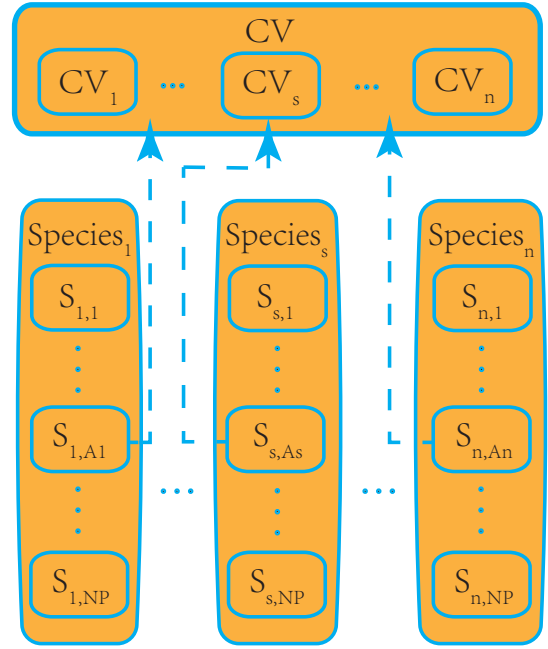 CV
CV₁ ... CVₛ ... CVₙ
Species₁ Speciesₛ Speciesₙ
S₁,₁ Sₛ,₁ Sₙ,₁
S₁,A1 Sₛ,As Sₙ,An
... ...
S₁,NP Sₛ,NP Sₙ,NP